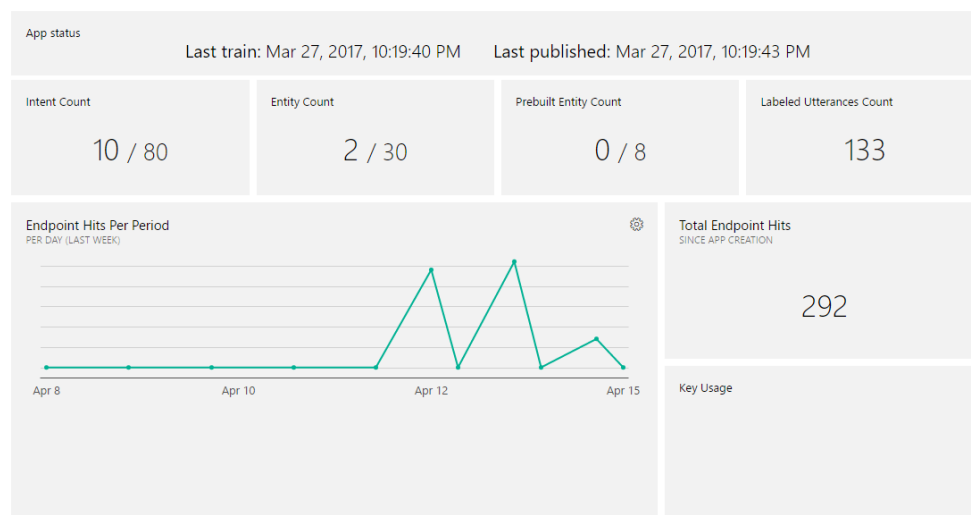 App status
Last train: Mar 27, 2017, 10:19:40 PM Last published: Mar 27, 2017, 10:19:43 PM
Intent Count
10 / 80
Entity Count
2 / 30
Prebuilt Entity Count
0 / 8
Labeled Utterances Count
133
Endpoint Hits Per Period
PER DAY (LAST WEEK)
Apr 8 Apr 10 Apr 12 Apr 15
Total Endpoint Hits
SINCE APP CREATION
292
Key Usage